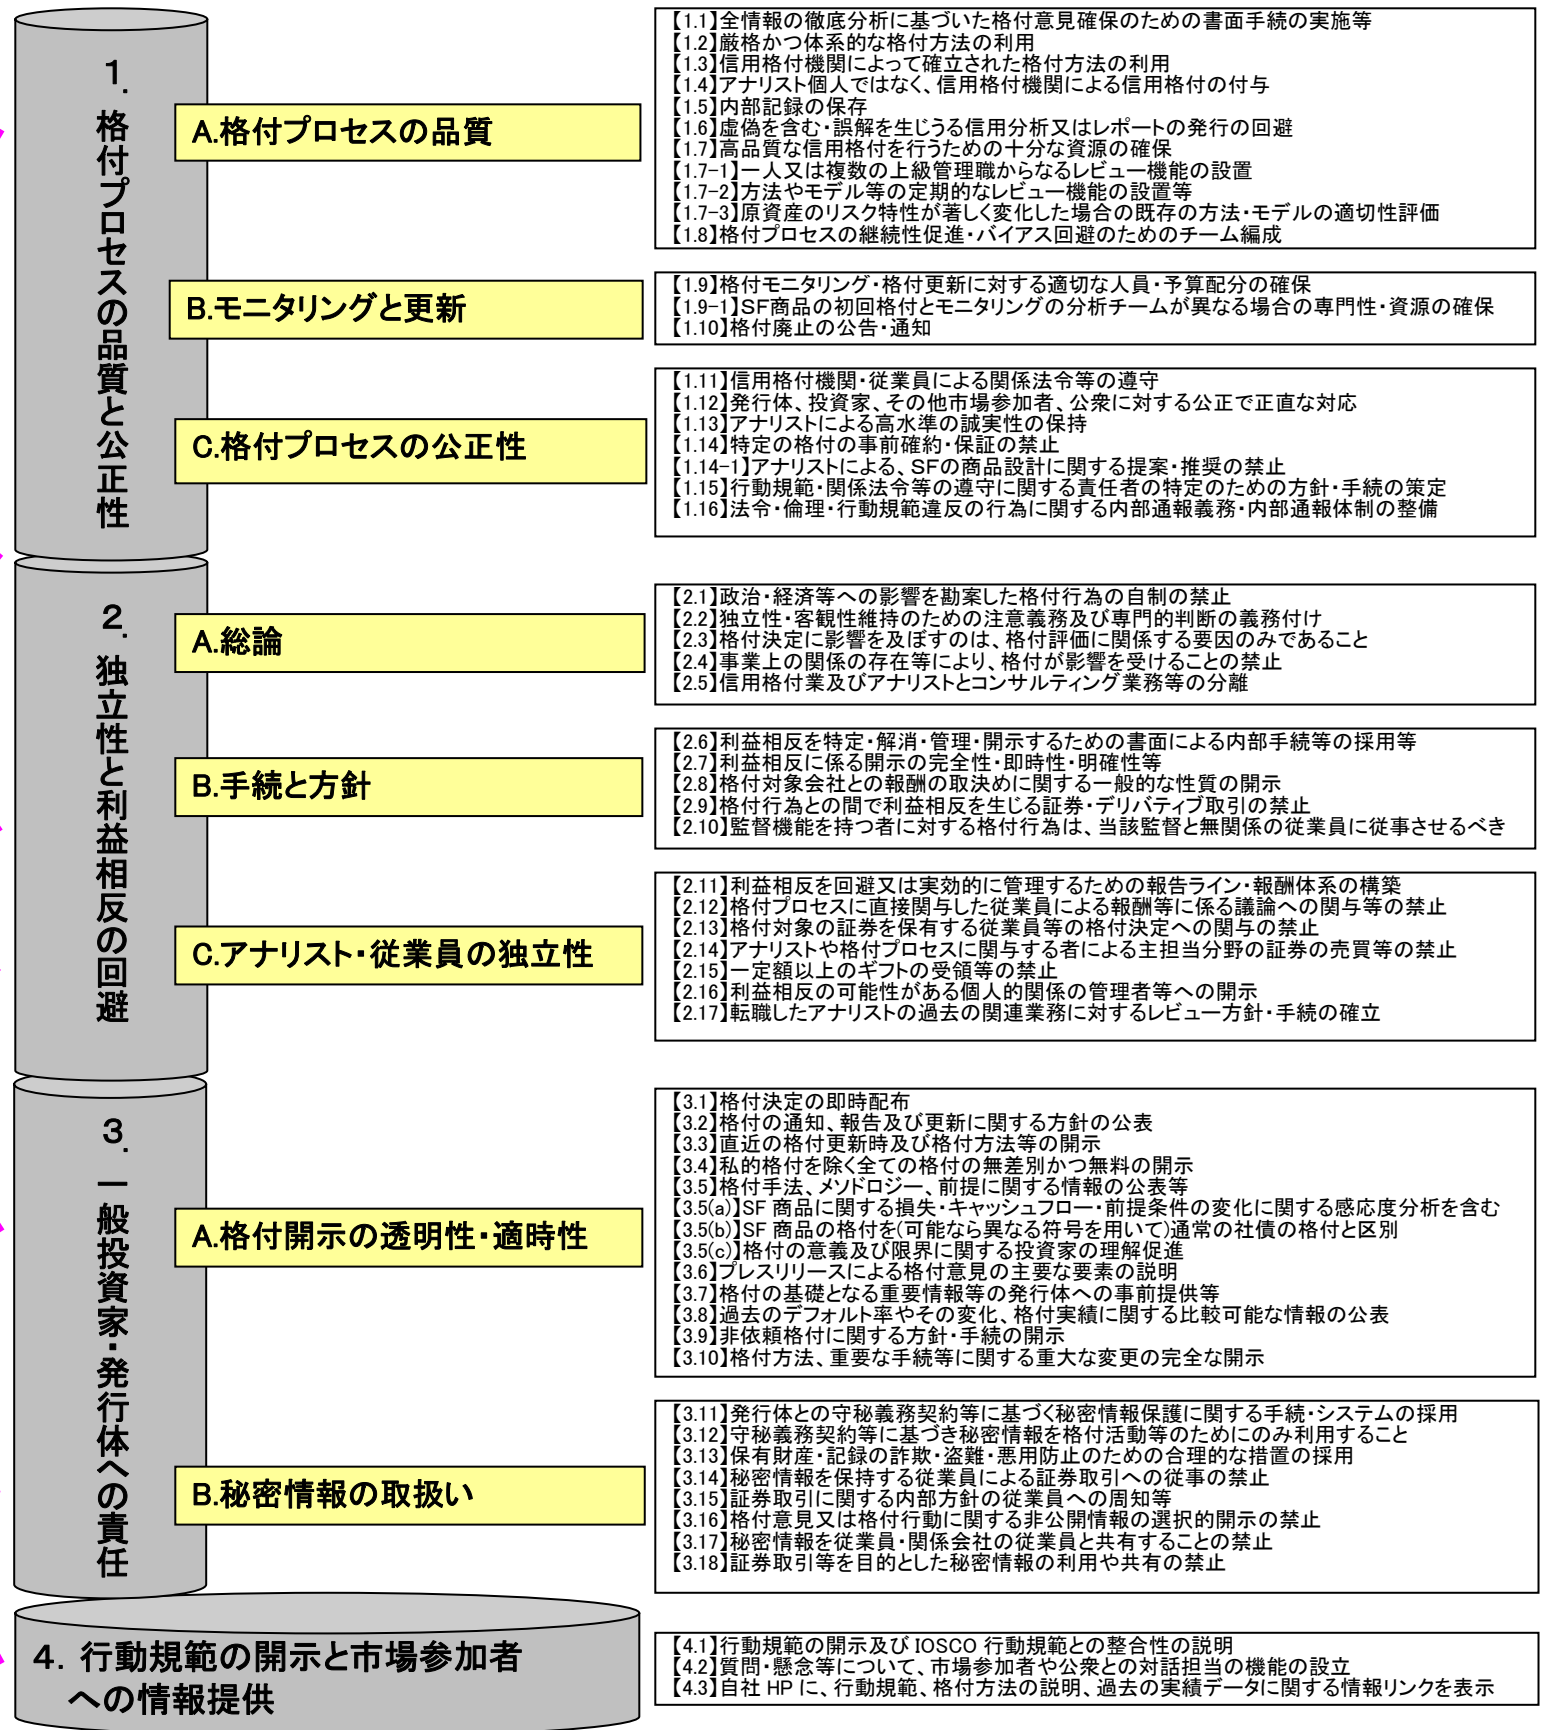 1. 格付プロセスの品質と公正性
A.格付プロセスの品質
【1.1】全情報の徹底分析に基づいた格付意見確保のための書面手続の実施等
【1.2】厳格かつ体系的な格付方法の利用
【1.3】信用格付機関によって確立された格付方法の利用
【1.4】アナリスト個人ではなく、信用格付機関による信用格付の付与
【1.5】内部記録の保存
【1.6】虚偽を含む・誤解を生じうる信用分析又はレポートの発行の回避
【1.7】高品質な信用格付を行うための十分な資源の確保
【1.7-1】一人又は複数の上級管理職からなるレビュー機能の設置
【1.7-2】方法やモデル等の定期的なレビュー機能の設置等
【1.7-3】原資産のリスク特性が著しく変化した場合の既存の方法・モデルの適切性評価
【1.8】格付プロセスの継続性促進・バイアス回避のためのチーム編成
B.モニタリングと更新
【1.9】格付モニタリング・格付更新に対する適切な人員・予算配分の確保
【1.9-1】SF商品の初回格付とモニタリングの分析チームが異なる場合の専門性・資源の確保
【1.10】格付廃止の公告・通知
C.格付プロセスの公正性
【1.11】信用格付機関・従業員による関係法令等の遵守
【1.12】発行体、投資家、その他市場参加者、公衆に対する公正で正直な対応
【1.13】アナリストによる高水準の誠実性の保持
【1.14】特定の格付の事前確約・保証の禁止
【1.14-1】アナリストによる、SFの商品設計に関する提案・推奨の禁止
【1.15】行動規範・関係法令等の遵守に関する責任者の特定のための方針・手続の策定
【1.16】法令・倫理・行動規範違反の行為に関する内部通報義務・内部通報体制の整備
2. 独立性と利益相反の回避
A.総論
【2.1】政治・経済等への影響を勘案した格付行為の自制の禁止
【2.2】独立性・客観性維持のための注意義務及び専門的判断の義務付け
【2.3】格付決定に影響を及ぼすのは、格付評価に関係する要因のみであること
【2.4】事業上の関係の存在等により、格付が影響を受けることの禁止
【2.5】信用格付業及びアナリストとコンサルティング業務等の分離
B.手続と方針
【2.6】利益相反を特定・解消・管理・開示するための書面による内部手続等の採用等
【2.7】利益相反に係る開示の完全性・即時性・明確性等
【2.8】格付対象会社との報酬の取決めに関する一般的な性質の開示
【2.9】格付行為との間で利益相反を生じる証券・デリバティブ取引の禁止
【2.10】監督機能を持つ者に対する格付行為は、当該監督と無関係の従業員に従事させるべき
C.アナリスト・従業員の独立性
【2.11】利益相反を回避又は実効的に管理するための報告ライン・報酬体系の構築
【2.12】格付プロセスに直接関与した従業員による報酬等に係る議論への関与等の禁止
【2.13】格付対象の証券を保有する従業員等の格付決定への関与の禁止
【2.14】アナリストや格付プロセスに関与する者による主担当分野の証券の売買等の禁止
【2.15】一定額以上のギフトの受領等の禁止
【2.16】利益相反の可能性がある個人的関係の管理者等への開示
【2.17】転職したアナリストの過去の関連業務に対するレビュー方針・手続の確立
3. 一般投資家・発行体への責任
A.格付開示の透明性・適時性
【3.1】格付決定の即時配布
【3.2】格付の通知、報告及び更新に関する方針の公表
【3.3】直近の格付更新時及び格付方法等の開示
【3.4】私的格付を除く全ての格付の無差別かつ無料の開示
【3.5】格付手法、メソドロジー、前提に関する情報の公表等
【3.5(a)】SF 商品に関する損失・キャッシュフロー・前提条件の変化に関する感応度分析を含む
【3.5(b)】SF 商品の格付を(可能なら異なる符号を用いて)通常の社債の格付と区別
【3.5(c)】格付の意義及び限界に関する投資家の理解促進
【3.6】プレスリリースによる格付意見の主要な要素の説明
【3.7】格付の基礎となる重要情報等の発行体への事前提供等
【3.8】過去のデフォルト率やその変化、格付実績に関する比較可能な情報の公表
【3.9】非依頼格付に関する方針・手続の開示
【3.10】格付方法、重要な手続等に関する重大な変更の完全な開示
B.秘密情報の取扱い
【3.11】発行体との守秘義務契約等に基づく秘密情報保護に関する手続・システムの採用
【3.12】守秘義務契約等に基づき秘密情報を格付活動等のためにのみ利用すること
【3.13】保有財産・記録の詐欺・盗難・悪用防止のための合理的な措置の採用
【3.14】秘密情報を保持する従業員による証券取引への従事の禁止
【3.15】証券取引に関する内部方針の従業員への周知等
【3.16】格付意見又は格付行動に関する非公開情報の選択的開示の禁止
【3.17】秘密情報を従業員・関係会社の従業員と共有することの禁止
【3.18】証券取引等を目的とした秘密情報の利用や共有の禁止
4. 行動規範の開示と市場参加者
への情報提供
【4.1】行動規範の開示及び IOSCO 行動規範との整合性の説明
【4.2】質問・懸念等について、市場参加者や公衆との対話担当の機能の設立
【4.3】自社 HP に、行動規範、格付方法の説明、過去の実績データに関する情報リンクを表示